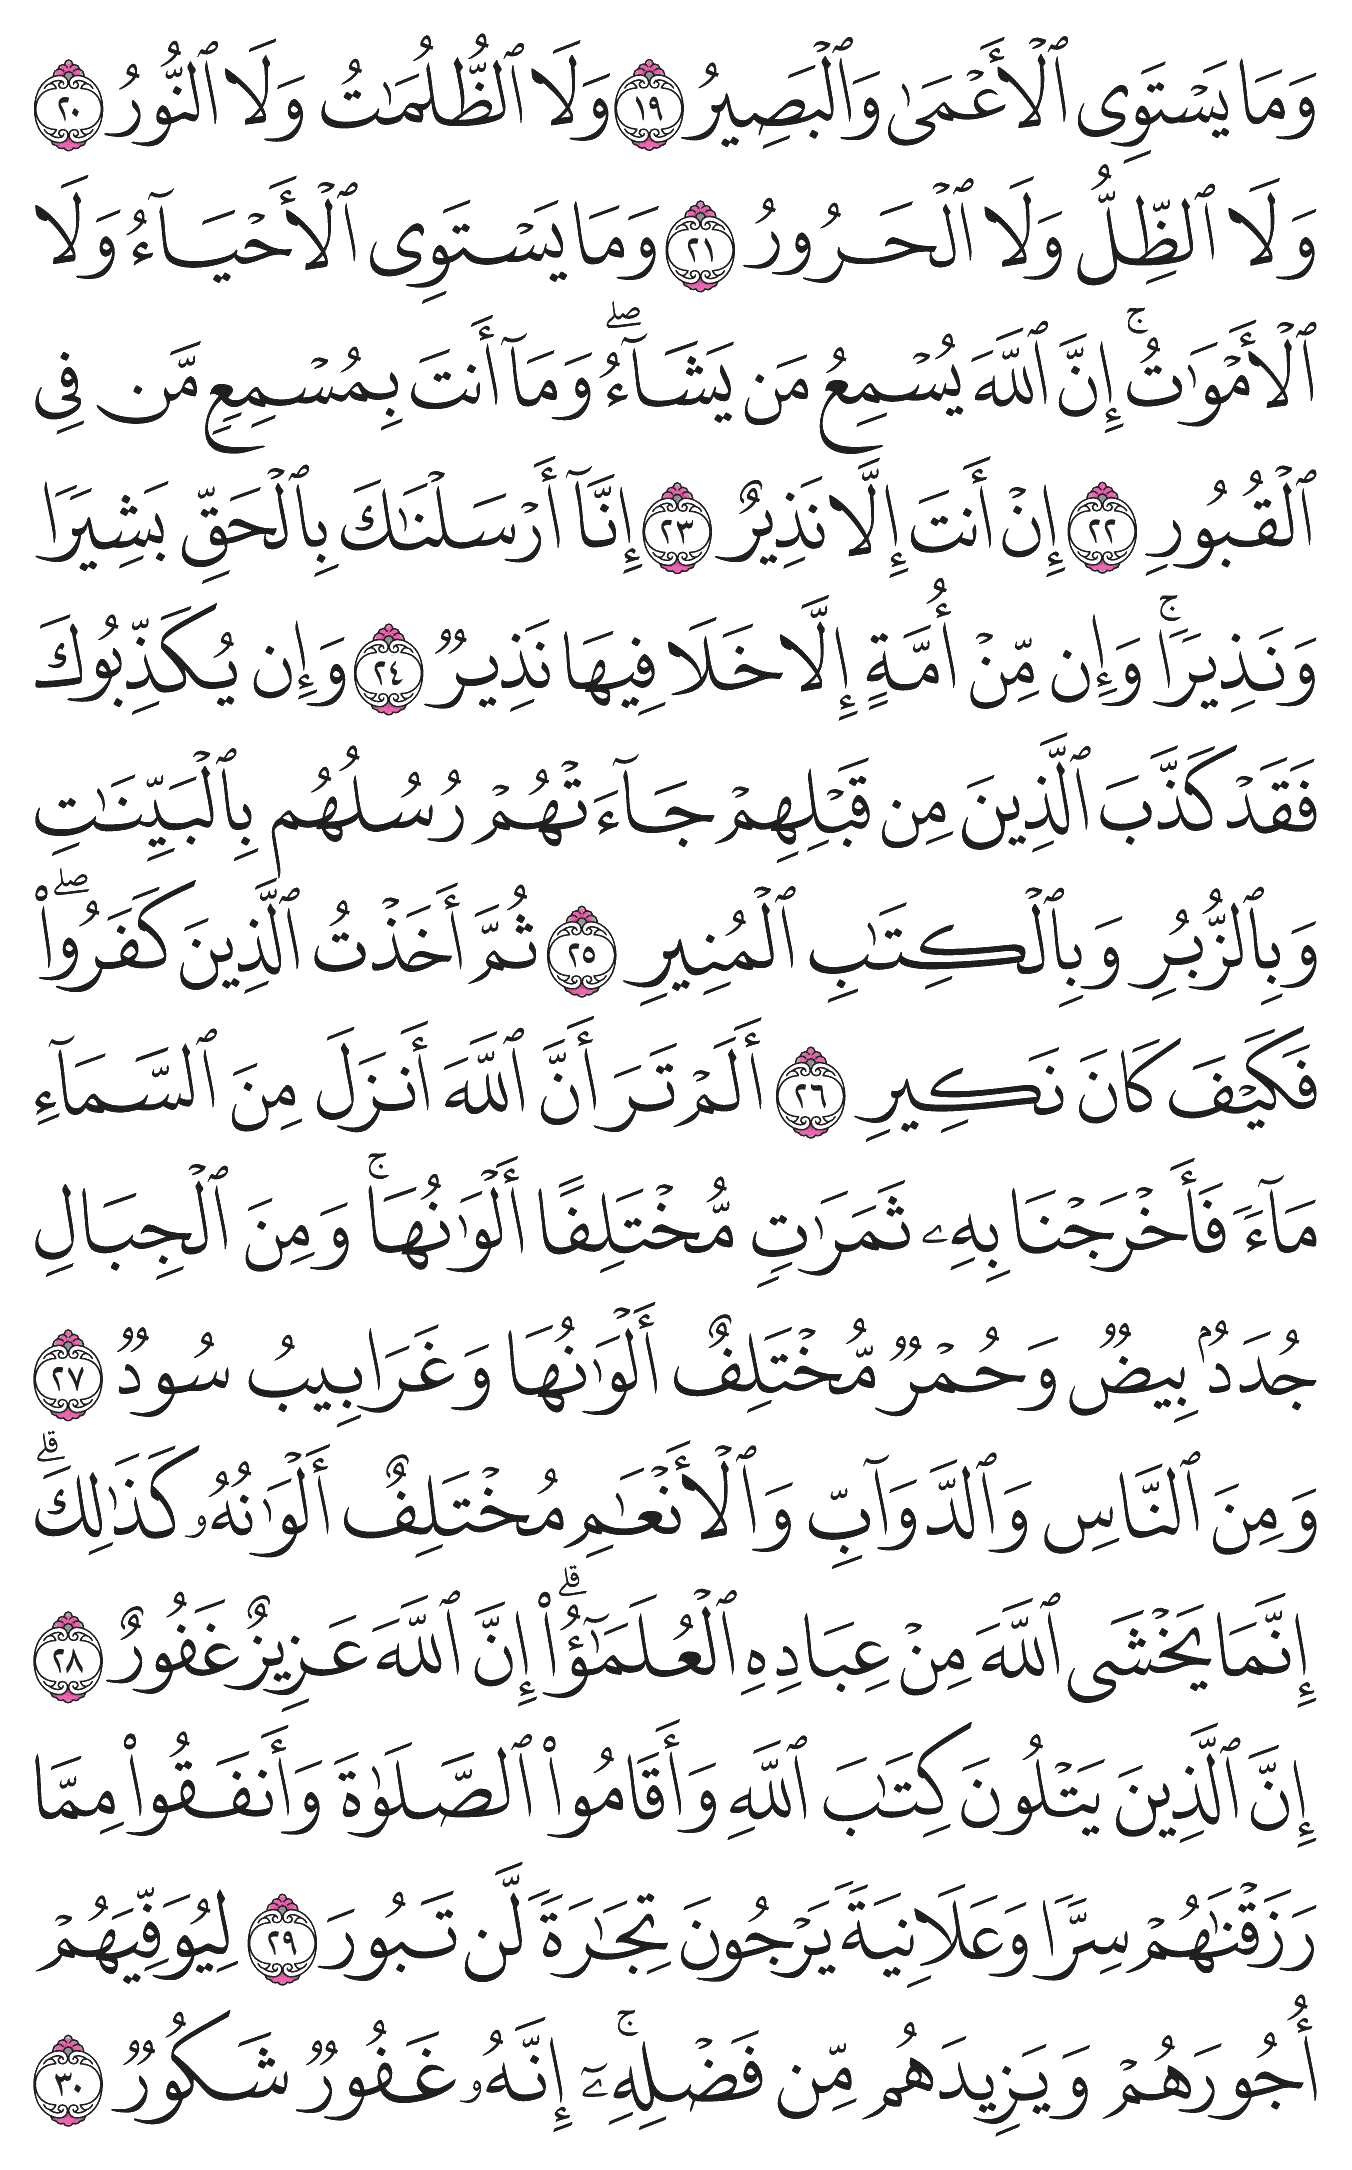 وَمَا يَسْتَوِى ٱلْأَعْمَىٰ وَٱلْبَصِيرُ ١٩ وَلَا ٱلظُّلُمَٰتُ وَلَا ٱلنُّورُ ٢٠
وَلَا ٱلظِّلُّ وَلَا ٱلْحَرُورُ ٢١ وَمَا يَسْتَوِى ٱلْأَحْيَآءُ وَلَا
ٱلْأَمْوَٰتُ ۚ إِنَّ ٱللَّهَ يُسْمِعُ مَن يَشَآءُ ۖ وَمَآ أَنتَ بِمُسْمِعٍ مَّن فِى
ٱلْقُبُورِ ٢٢ إِنْ أَنتَ إِلَّا نَذِيرٌ ٢٣ إِنَّآ أَرْسَلْنَٰكَ بِٱلْحَقِّ بَشِيرًا
وَنَذِيرًا ۚ وَإِن مِّنْ أُمَّةٍ إِلَّا خَلَا فِيهَا نَذِيرٌ ٢٤ وَإِن يُكَذِّبُوكَ
فَقَدْ كَذَّبَ ٱلَّذِينَ مِن قَبْلِهِمْ جَآءَتْهُمْ رُسُلُهُم بِٱلْبَيِّنَٰتِ
وَبِٱلزُّبُرِ وَبِٱلْكِتَٰبِ ٱلْمُنِيرِ ٢٥ ثُمَّ أَخَذْتُ ٱلَّذِينَ كَفَرُوا۟ ۖ
فَكَيْفَ كَانَ نَكِيرِ ٢٦ أَلَمْ تَرَ أَنَّ ٱللَّهَ أَنزَلَ مِنَ ٱلسَّمَآءِ
مَآءً فَأَخْرَجْنَا بِهِۦ ثَمَرَٰتٍ مُّخْتَلِفًا أَلْوَٰنُهَا ۚ وَمِنَ ٱلْجِبَالِ
جُدَدٌۢ بِيضٌ وَحُمْرٌ مُّخْتَلِفٌ أَلْوَٰنُهَا وَغَرَابِيبُ سُودٌ ٢٧
وَمِنَ ٱلنَّاسِ وَٱلدَّوَآبِّ وَٱلْأَنْعَٰمِ مُخْتَلِفٌ أَلْوَٰنُهُۥ كَذَٰلِكَ ۗ
إِنَّمَا يَخْشَى ٱللَّهَ مِنْ عِبَادِهِ ٱلْعُلَمَٰٓؤُا۟ ۗ إِنَّ ٱللَّهَ عَزِيزٌ غَفُورٌ ٢٨
إِنَّ ٱلَّذِينَ يَتْلُونَ كِتَٰبَ ٱللَّهِ وَأَقَامُوا۟ ٱلصَّلَوٰةَ وَأَنفَقُوا۟ مِمَّا
رَزَقْنَٰهُمْ سِرًّا وَعَلَانِيَةً يَرْجُونَ تِجَٰرَةً لَّن تَبُورَ ٢٩ لِيُوَفِّيَهُمْ
أُجُورَهُمْ وَيَزِيدَهُم مِّن فَضْلِهِۦٓ ۚ إِنَّهُۥ غَفُورٌ شَكُورٌ ٣٠